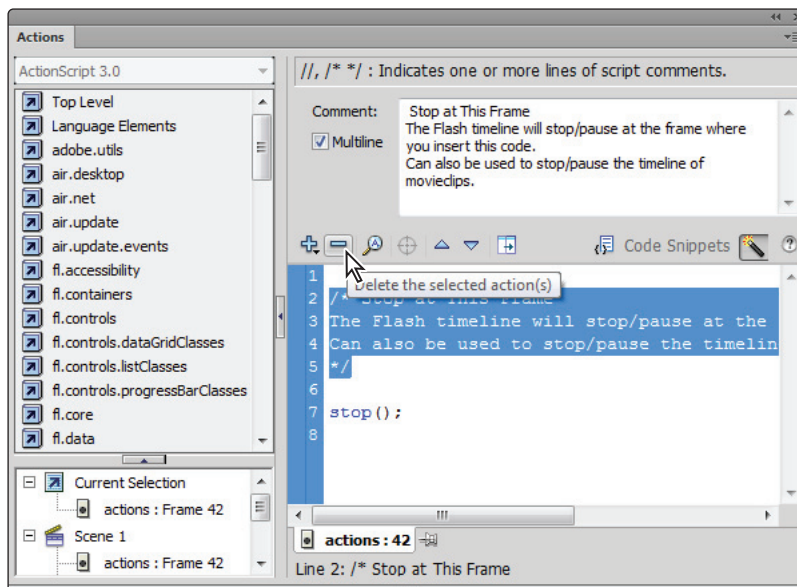 Actions
ActionScript 3.0
Top Level
Language Elements
adobe.utils
air.desktop
air.net
air.update
air.update.events
fl.accessibility
fl.containers
fl.controls
fl.controls.dataGridClasses
fl.controls.listClasses
fl.controls.progressBarClasses
fl.core
fl.data
Current Selection
actions : Frame 42
Scene 1
actions : Frame 42
//, /* */ : Indicates one or more lines of script comments.
Comment:
Multiline
Stop at This Frame
The Flash timeline will stop/pause at the frame where
you insert this code.
Can also be used to stop/pause the timeline of
movieclips.
Code Snippets
Delete the selected action(s)
1
2 /* Stop at This Frame
3 The Flash timeline will stop/pause at the
4 Can also be used to stop/pause the timelin
5 */
6
7 stop();
8
actions : 42
Line 2: /* Stop at This Frame